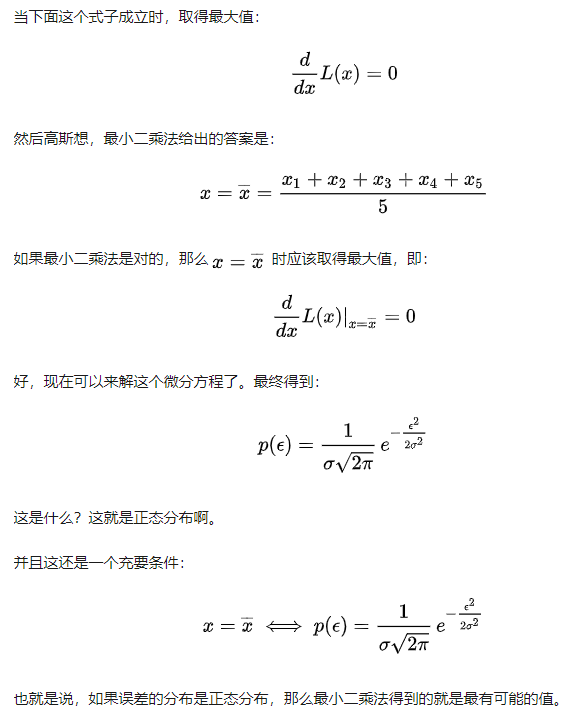 当下面这个式子成立时，取得最大值：
$$\frac{d}{dx}L(x)=0$$
然后高斯想，最小二乘法给出的答案是：
$$x=\overline{x}=\frac{x_1+x_2+x_3+x_4+x_5}{5}$$
如果最小二乘法是对的，那么 $x=\overline{x}$ 时应该取得最大值，即：
$$\frac{d}{dx}L(x)|_{x=\overline{x}}=0$$
好，现在可以来解这个微分方程了。最终得到：
$$p(\epsilon)=\frac{1}{\sigma\sqrt{2\pi}}e^{-\frac{\epsilon^2}{2\sigma^2}}$$
这是什么？这就是正态分布啊。
并且这还是一个充要条件：
$$x=\overline{x}\iff p(\epsilon)=\frac{1}{\sigma\sqrt{2\pi}}e^{-\frac{\epsilon^2}{2\sigma^2}}$$
也就是说，如果误差的分布是正态分布，那么最小二乘法得到的就是最有可能的值。